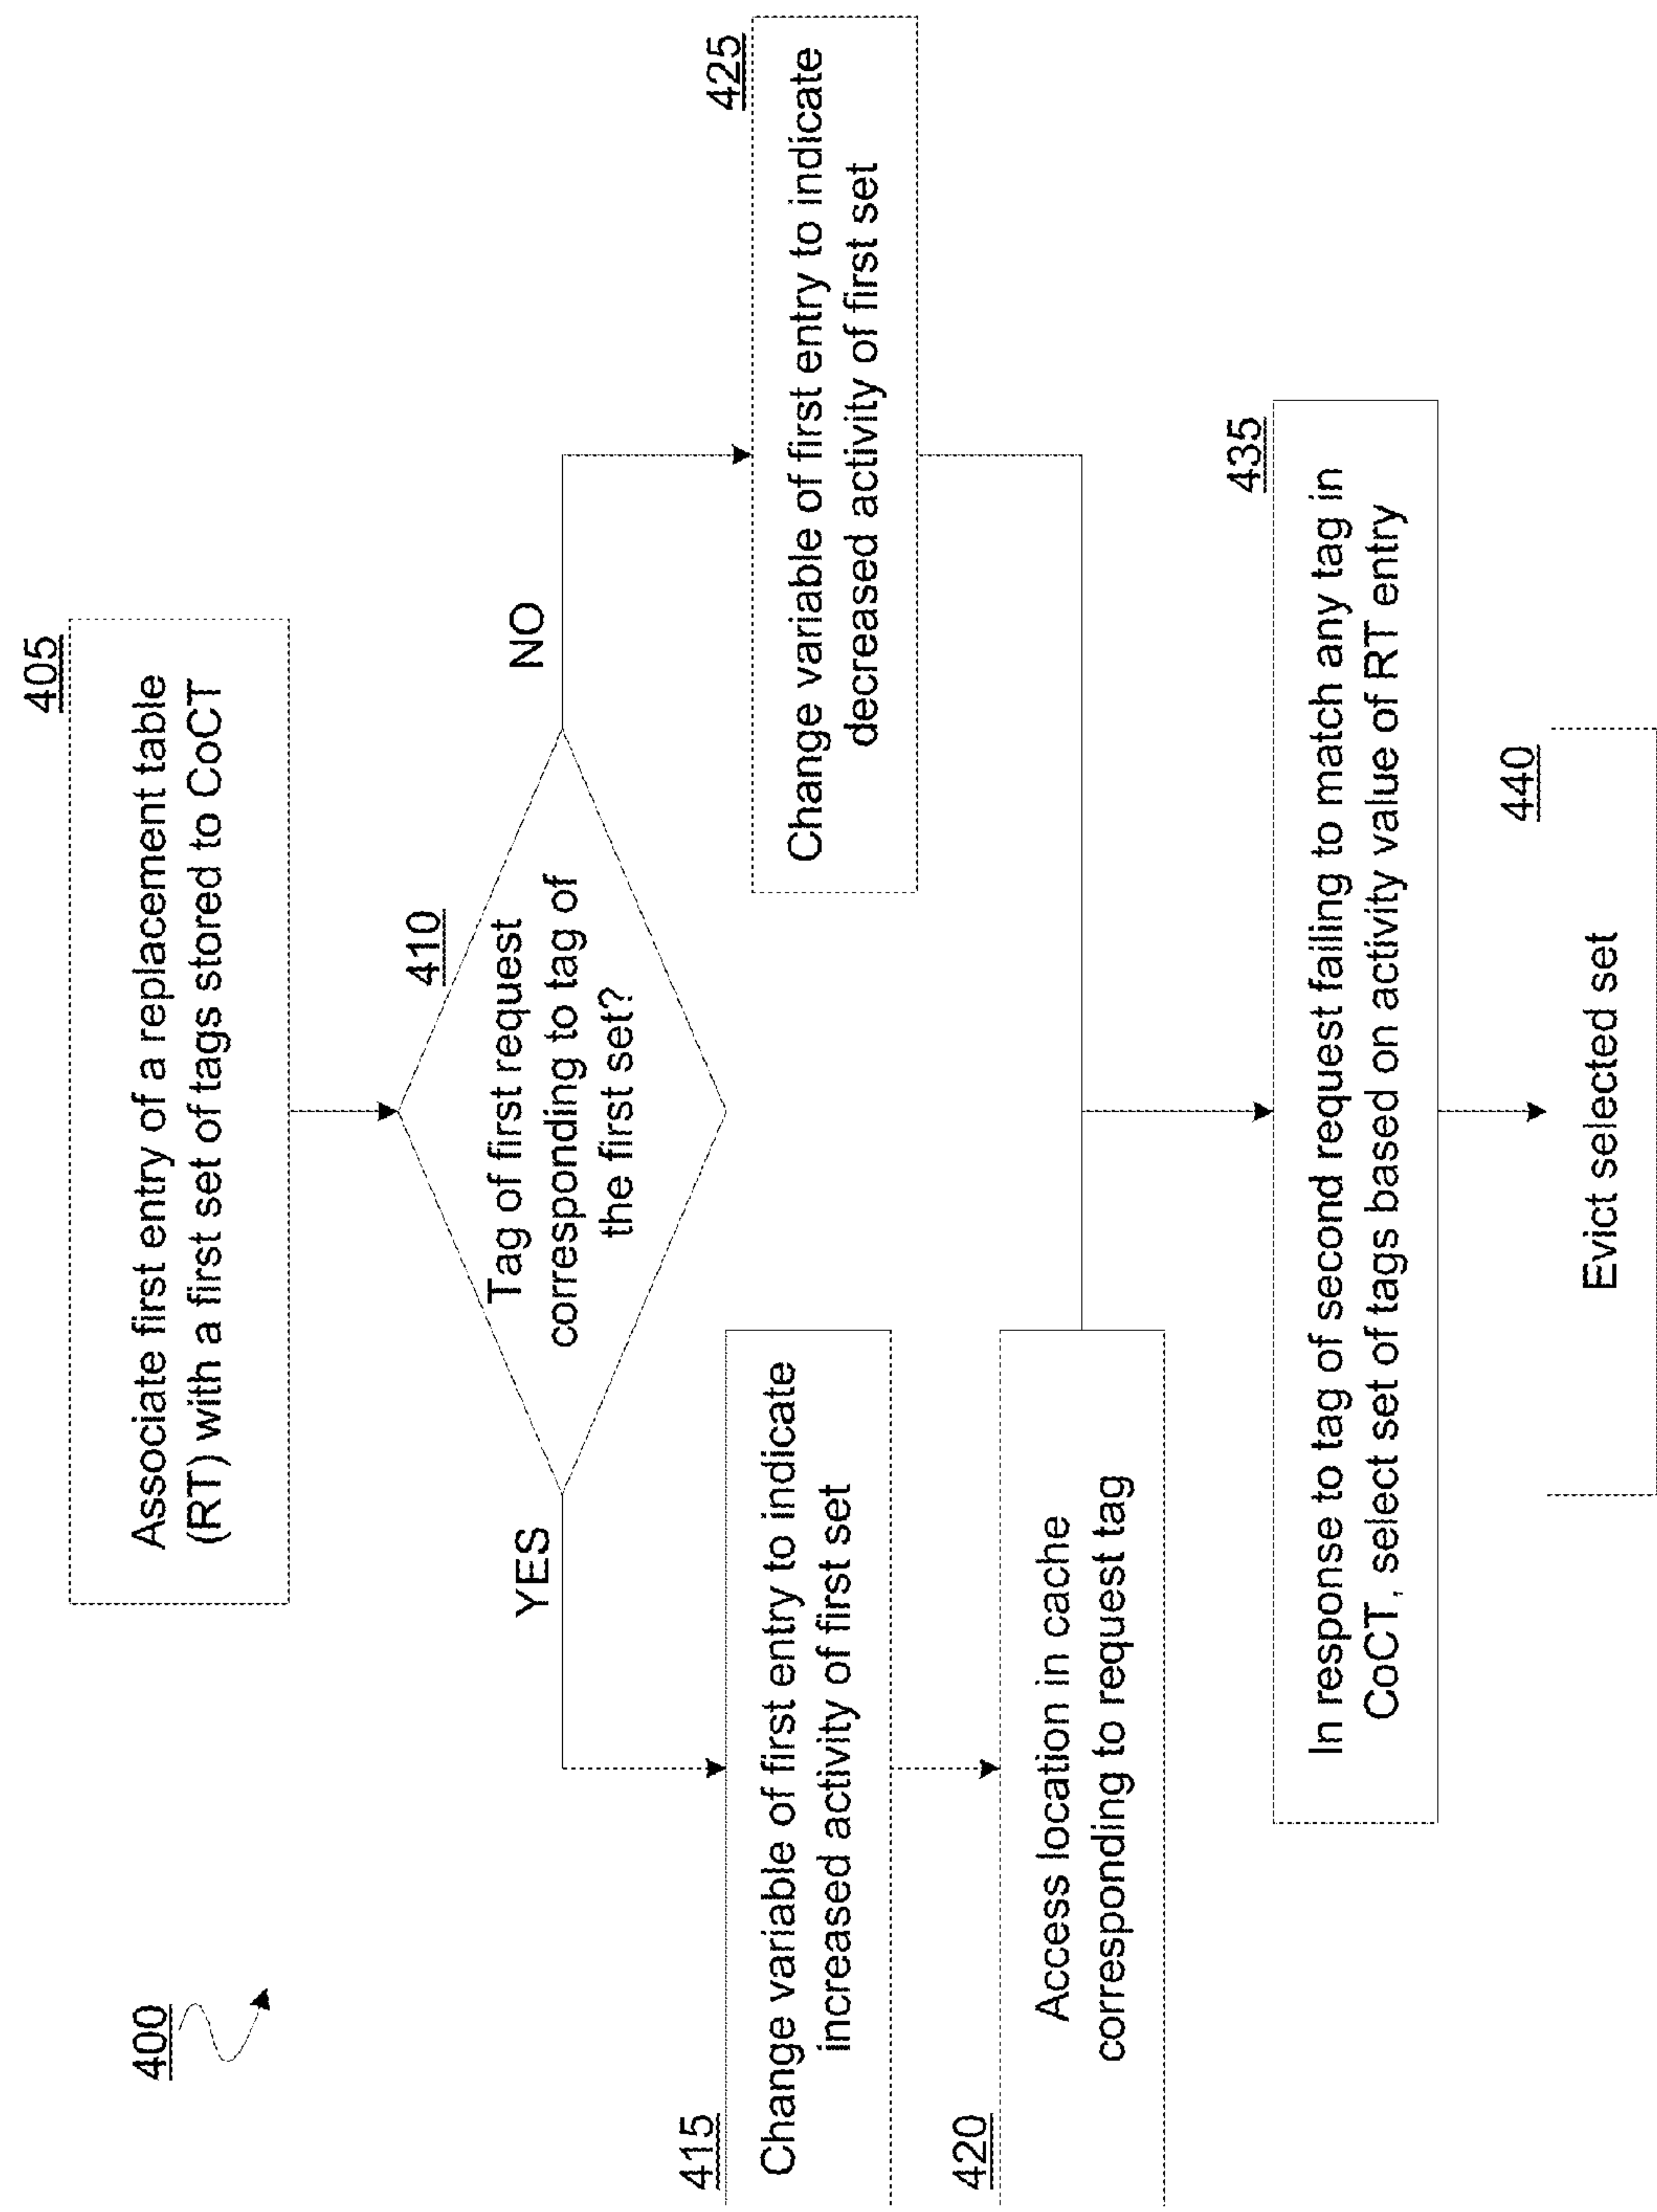 400
405
Associate first entry of a replacement table
(RT) with a first set of tags stored to CoCT
410
Tag of first request
corresponding to tag of
the first set?
YES
NO
415
Change variable of first entry to indicate
increased activity of first set
425
Change variable of first entry to indicate
decreased activity of first set
420
Access location in cache
corresponding to request tag
435
In response to tag of second request failing to match any tag in
CoCT, select set of tags based on activity value of RT entry
440
Evict selected set